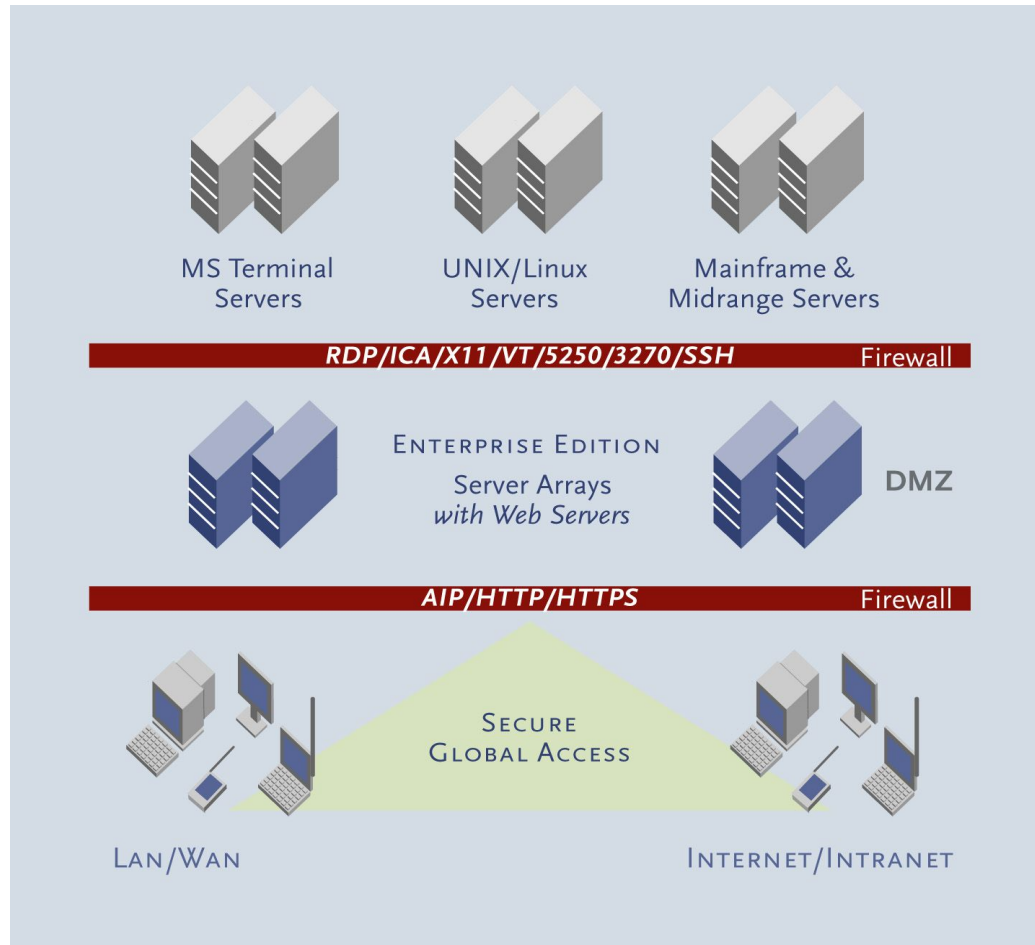 MS Terminal
Servers
UNIX/Linux
Servers
Mainframe &
Midrange Servers
RDP/ICA/X11/VT/5250/3270/SSH
Firewall
ENTERPRISE EDITION
Server Arrays
with Web Servers
DMZ
AIP/HTTP/HTTPS
Firewall
SECURE
GLOBAL ACCESS
LAN/WAN
INTERNET/INTRANET